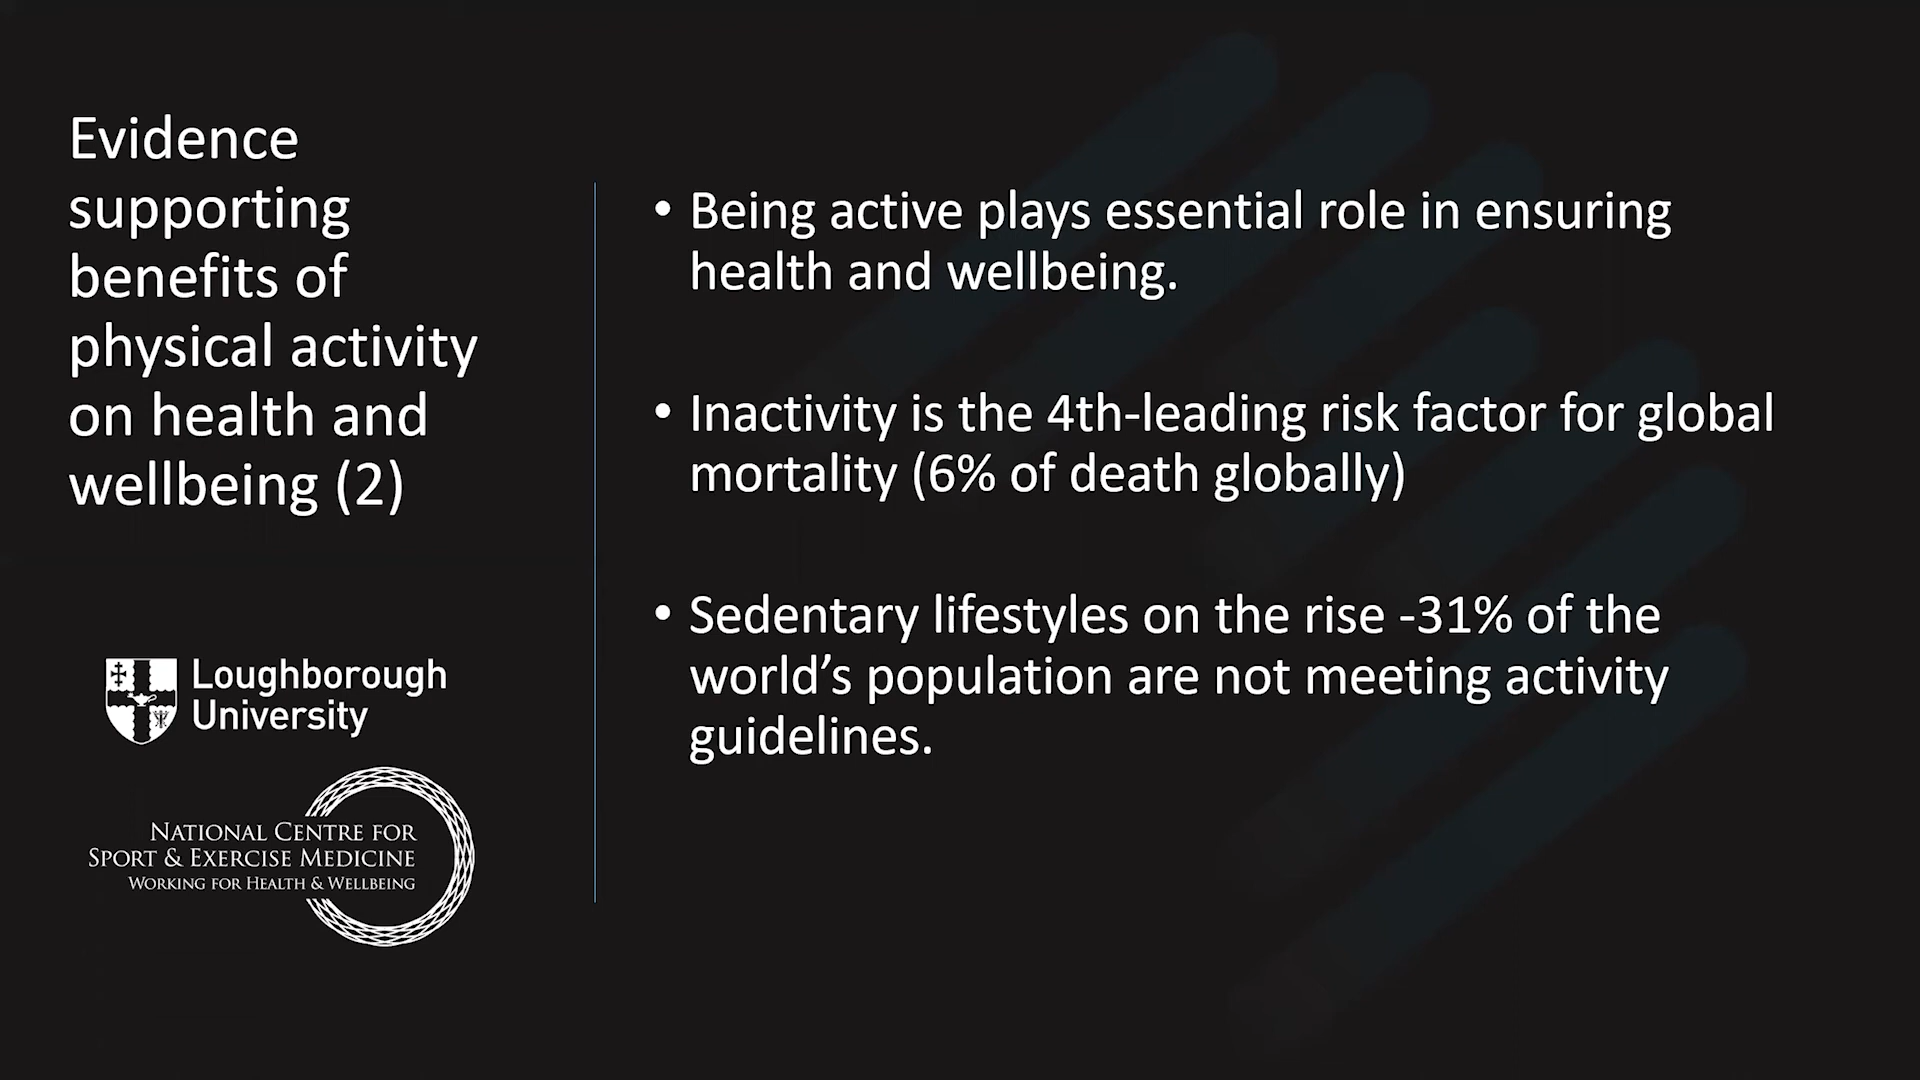 Evidence
supporting
benefits of
physical activity
on health and
wellbeing (2)
• Being active plays essential role in ensuring
health and wellbeing.
• Inactivity is the 4th-leading risk factor for global
mortality (6% of death globally)
• Sedentary lifestyles on the rise -31% of the
world’s population are not meeting activity
guidelines.
Loughborough
University
NATIONAL CENTRE FOR
SPORT & EXERCISE MEDICINE
WORKING FOR HEALTH & WELLBEING